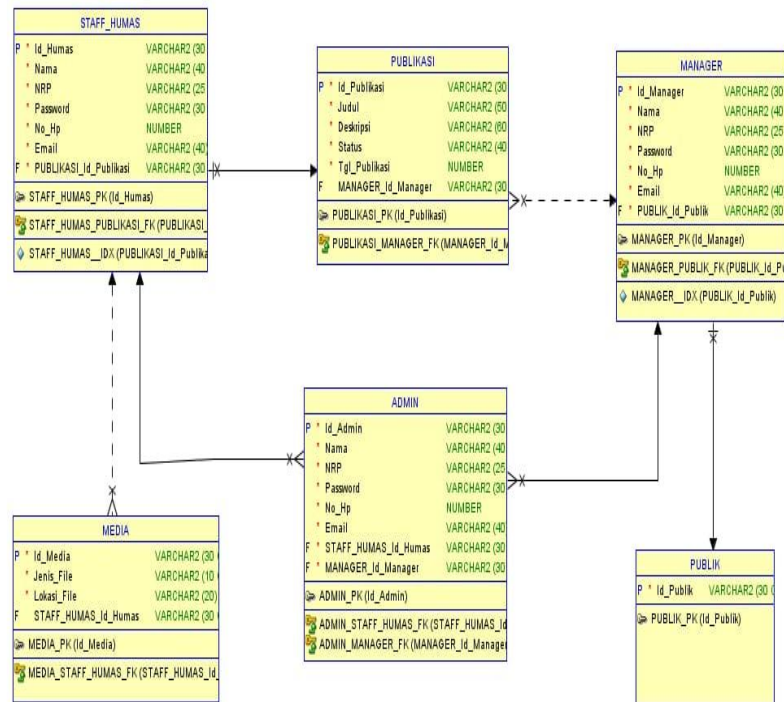 STAFF_HUMAS
P * Id_Humas VARCHAR2 (30
* Nama VARCHAR2 (40
* NRP VARCHAR2 (25
* Password VARCHAR2 (30
* No_Hp NUMBER
* Email VARCHAR2 (40)
F * PUBLIKASI_Id_Publikasi VARCHAR2 (30
STAFF_HUMAS_PK (Id_Humas)
STAFF_HUMAS_PUBLIKASI_FK (PUBLIKASI_
STAFF_HUMAS__IDX (PUBLIKASI_Id_Publika
PUBLIKASI
P * Id_Publikasi VARCHAR2 (30
* Judul VARCHAR2 (50
* Deskripsi VARCHAR2 (60
* Status VARCHAR2 (40
* Tgl_Publikasi NUMBER
F MANAGER_Id_Manager VARCHAR2 (30
PUBLIKASI_PK (Id_Publikasi)
PUBLIKASI_MANAGER_FK (MANAGER_Id_M
MANAGER
P * Id_Manager VARCHAR2 (30
* Nama VARCHAR2 (40
* NRP VARCHAR2 (25
* Password VARCHAR2 (30
* No_Hp NUMBER
* Email VARCHAR2 (40
F * PUBLIK_Id_Publik VARCHAR2 (30
MANAGER_PK (Id_Manager)
MANAGER_PUBLIK_FK (PUBLIK_Id_Pu
MANAGER__IDX (PUBLIK_Id_Publik)
ADMIN
P * Id_Admin VARCHAR2 (30
* Nama VARCHAR2 (40
* NRP VARCHAR2 (25
* Password VARCHAR2 (30
* No_Hp NUMBER
* Email VARCHAR2 (40
F * STAFF_HUMAS_Id_Humas VARCHAR2 (30
F * MANAGER_Id_Manager VARCHAR2 (30
ADMIN_PK (Id_Admin)
ADMIN_STAFF_HUMAS_FK (STAFF_HUMAS_Id
ADMIN_MANAGER_FK (MANAGER_Id_Manager
MEDIA
P * Id_Media VARCHAR2 (30
* Jenis_File VARCHAR2 (10
* Lokasi_File VARCHAR2 (20)
F STAFF_HUMAS_Id_Humas VARCHAR2 (30
MEDIA_PK (Id_Media)
MEDIA_STAFF_HUMAS_FK (STAFF_HUMAS_Id_
PUBLIK
P * Id_Publik VARCHAR2 (30
PUBLIK_PK (Id_Publik)